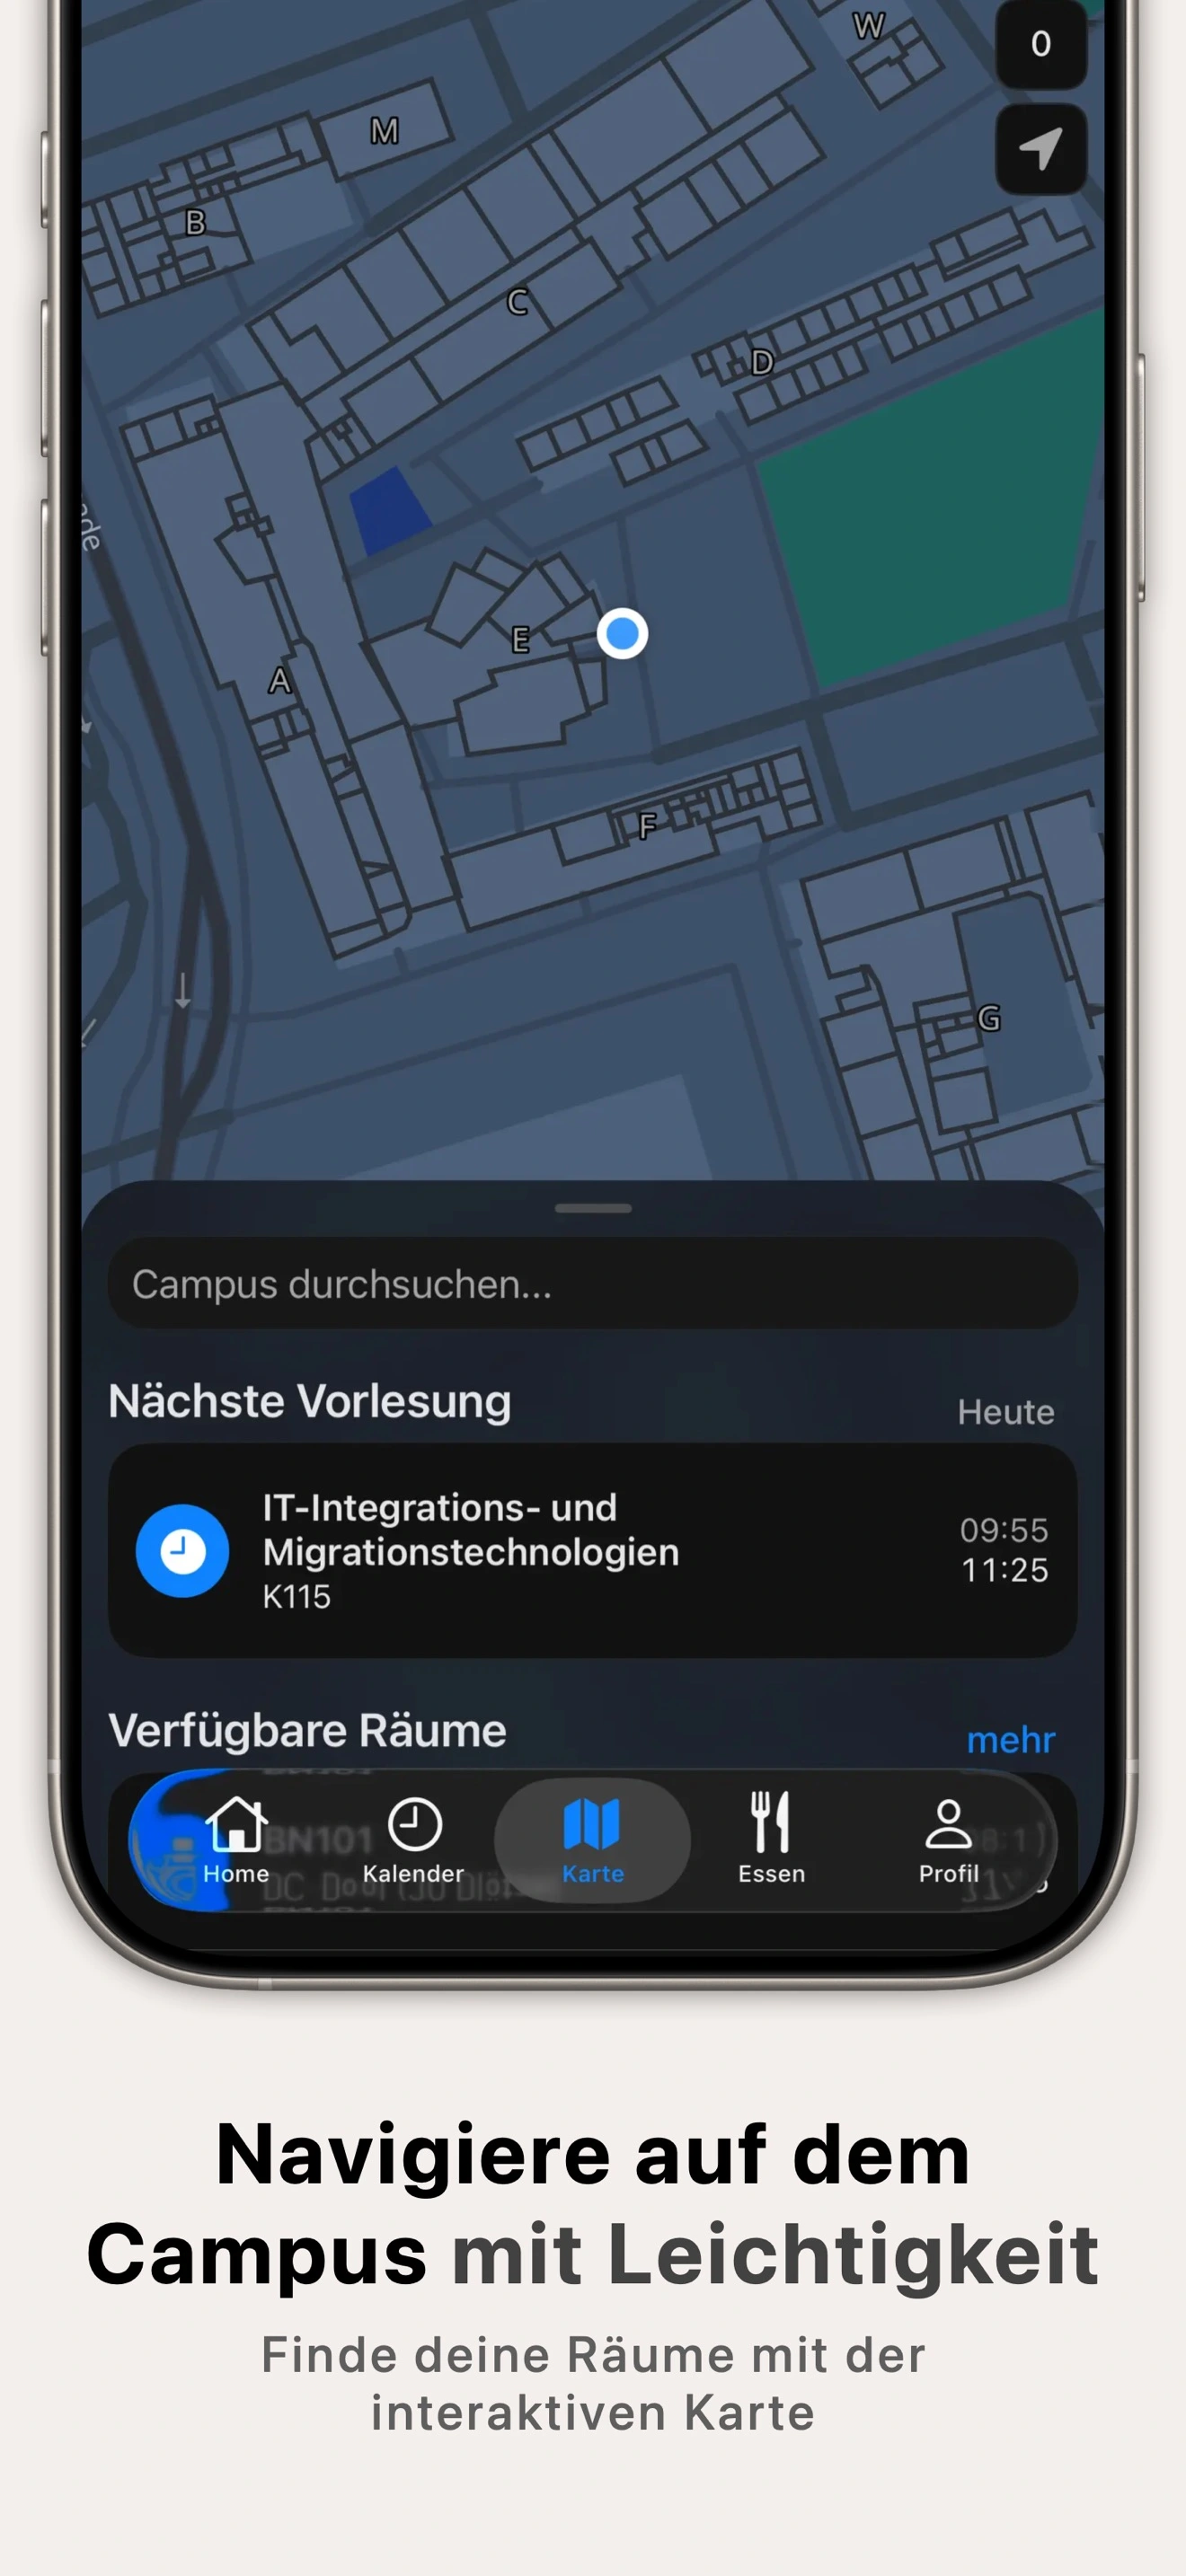 W
0
M
B
C
D
E
A
F
G
Campus durchsuchen...
Nächste Vorlesung
Heute
IT-Integrations- und
Migrationstechnologien
K115
09:55
11:25
Verfügbare Räume
mehr
BN101
Home
Kalender
Karte
Essen
Profil
Navigiere auf dem
Campus mit Leichtigkeit
Finde deine Räume mit der
interaktiven Karte